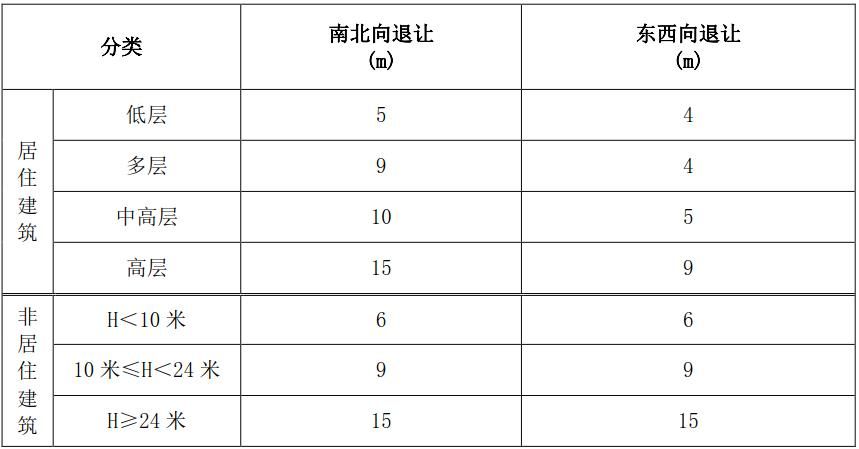 分类 南北向退让 东西向退让
(m) (m)
居住建筑 低层 5 4
多层 9 4
中高层 10 5
高层 15 9
非居住建筑 H＜10 米 6 6
10 米≤H＜24 米 9 9
H≥24 米 15 15